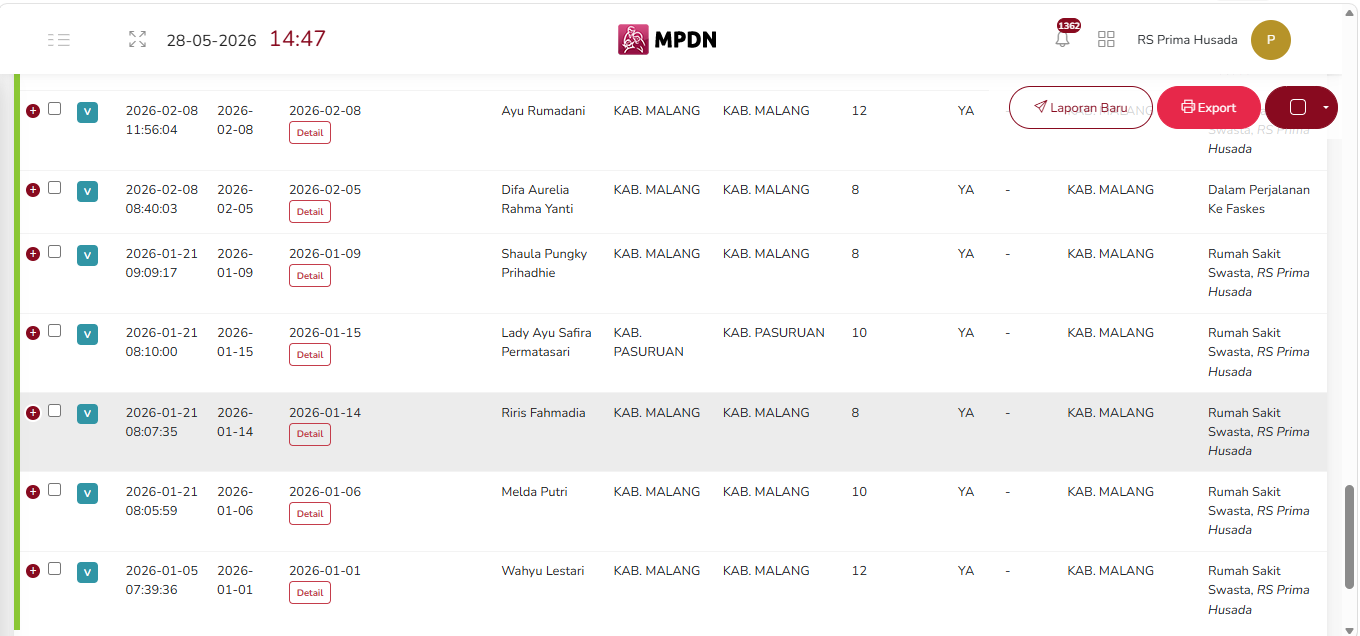 28-05-2026 14:47
MPDN
1362
RS Prima Husada
P
Laporan Baru
Export
V 2026-02-08 2026- 2026-02-08 Ayu Rumadani KAB. MALANG KAB. MALANG 12 YA - KAB. MALANG
11:56:04 02-08 Detail Swasta, RS Prima
Husada
V 2026-02-08 2026- 2026-02-05 Difa Aurelia KAB. MALANG KAB. MALANG 8 YA - KAB. MALANG Dalam Perjalanan
08:40:03 02-05 Detail Rahma Yanti Ke Faskes
V 2026-01-21 2026- 2026-01-09 Shaula Pungky KAB. MALANG KAB. MALANG 8 YA - KAB. MALANG Rumah Sakit
09:09:17 01-09 Detail Prihadhie Swasta, RS Prima
Husada
V 2026-01-21 2026- 2026-01-15 Lady Ayu Safira KAB. KAB. PASURUAN 10 YA - KAB. MALANG Rumah Sakit
08:10:00 01-15 Detail Permatasari PASURUAN Swasta, RS Prima
Husada
V 2026-01-21 2026- 2026-01-14 Riris Fahmadia KAB. MALANG KAB. MALANG 8 YA - KAB. MALANG Rumah Sakit
08:07:35 01-14 Detail Swasta, RS Prima
Husada
V 2026-01-21 2026- 2026-01-06 Melda Putri KAB. MALANG KAB. MALANG 10 YA - KAB. MALANG Rumah Sakit
08:05:59 01-06 Detail Swasta, RS Prima
Husada
V 2026-01-05 2026- 2026-01-01 Wahyu Lestari KAB. MALANG KAB. MALANG 12 YA - KAB. MALANG Rumah Sakit
07:39:36 01-01 Detail Swasta, RS Prima
Husada